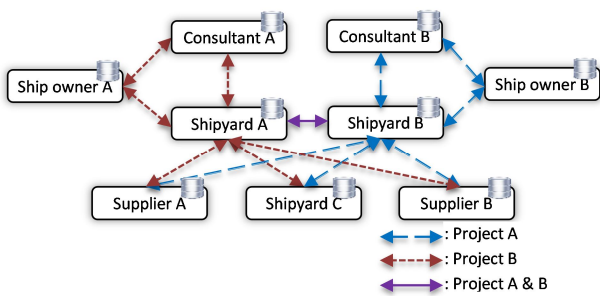 Consultant A
Consultant B
Ship owner A
Ship owner B
Shipyard A
Shipyard B
Supplier A
Shipyard C
Supplier B
: Project A
: Project B
: Project A & B